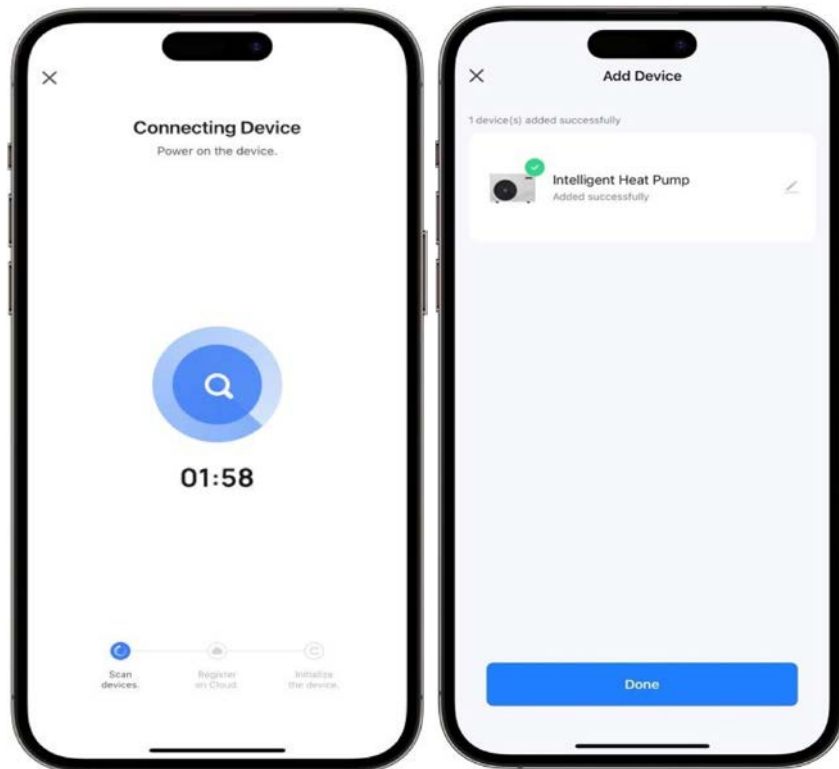 Connecting Device
Power on the device.
01:58
Scan
devices.
Register
on Cloud.
Initialize
the device.
Add Device
1 device(s) added successfully
Intelligent Heat Pump
Added successfully
Done